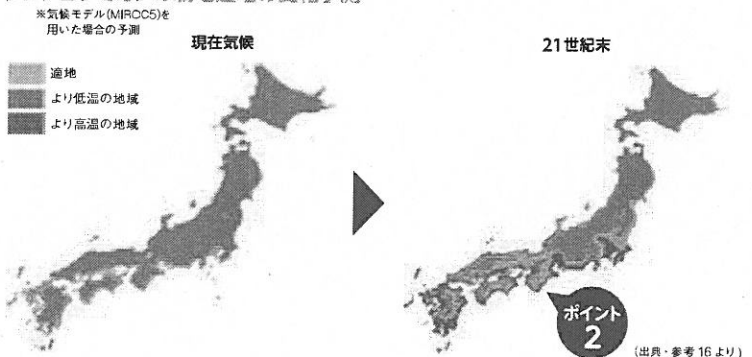 ※気候モデル(MIROC5)を
用いた場合の予測
現在気候
21世紀末
適地
より低温の地域
より高温の地域
ポイント
2
(出典・参考16より)